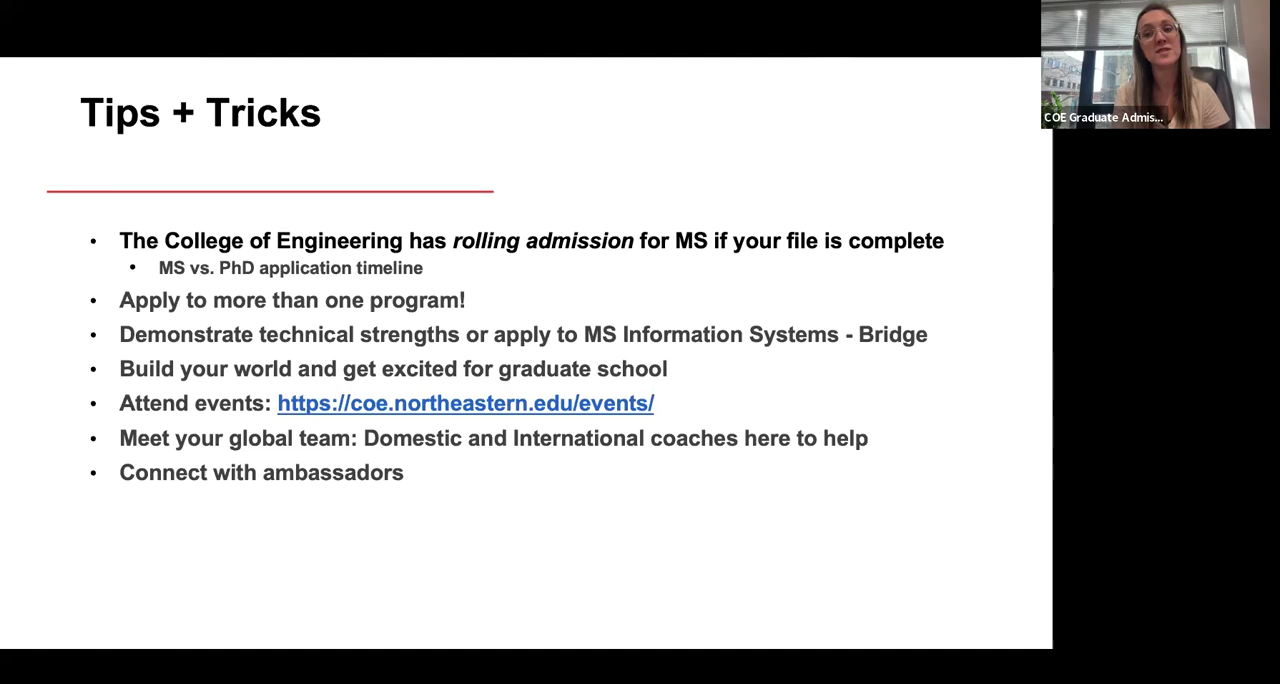 Tips + Tricks
COE Graduate Admis...
• The College of Engineering has rolling admission for MS if your file is complete
• MS vs. PhD application timeline
• Apply to more than one program!
• Demonstrate technical strengths or apply to MS Information Systems - Bridge
• Build your world and get excited for graduate school
• Attend events: https://coe.northeastern.edu/events/
• Meet your global team: Domestic and International coaches here to help
• Connect with ambassadors